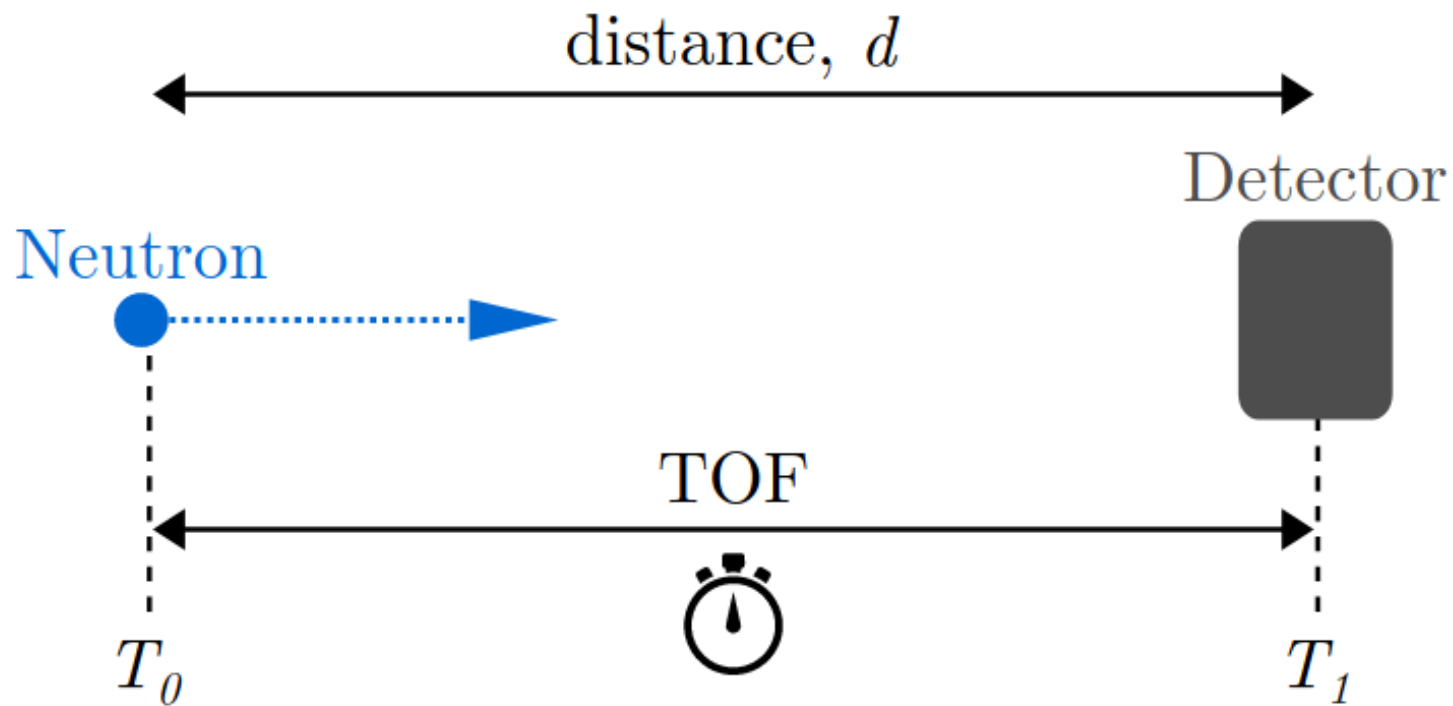 distance, d
Detector
Neutron
TOF
T₀
T₁